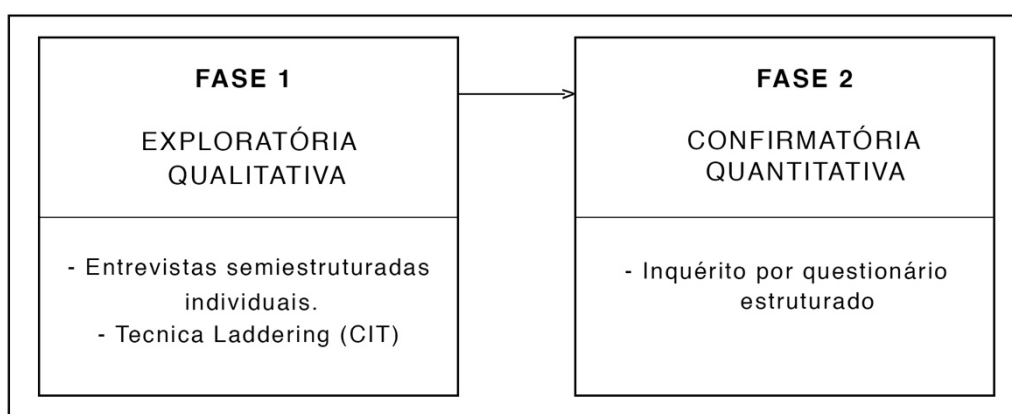 FASE 1
EXPLORATÓRIA
QUALITATIVA
- Entrevistas semiestruturadas
individuais.
- Tecnica Laddering (CIT)
FASE 2
CONFIRMATÓRIA
QUANTITATIVA
- Inquérito por questionário
estruturado